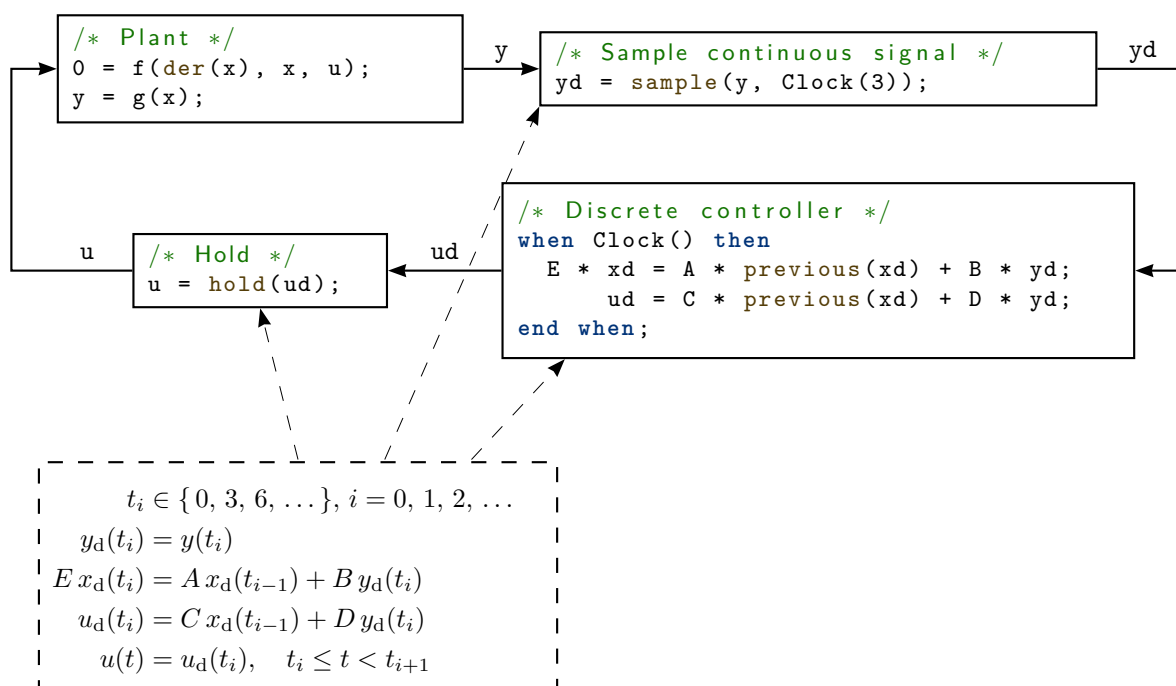 /* Plant */
0 = f(der(x), x, u);
y = g(x);
y
/* Sample continuous signal */
yd = sample(y, Clock(3));
yd
/* Discrete controller */
when Clock() then
  E * xd = A * previous(xd) + B * yd;
      ud = C * previous(xd) + D * yd;
end when;
ud
/* Hold */
u = hold(ud);
u
t_i ∈ { 0, 3, 6, … }, i = 0, 1, 2, …
y_d(t_i) = y(t_i)
E x_d(t_i) = A x_d(t_{i−1}) + B y_d(t_i)
u_d(t_i) = C x_d(t_{i−1}) + D y_d(t_i)
u(t) = u_d(t_i),   t_i ≤ t < t_{i+1}